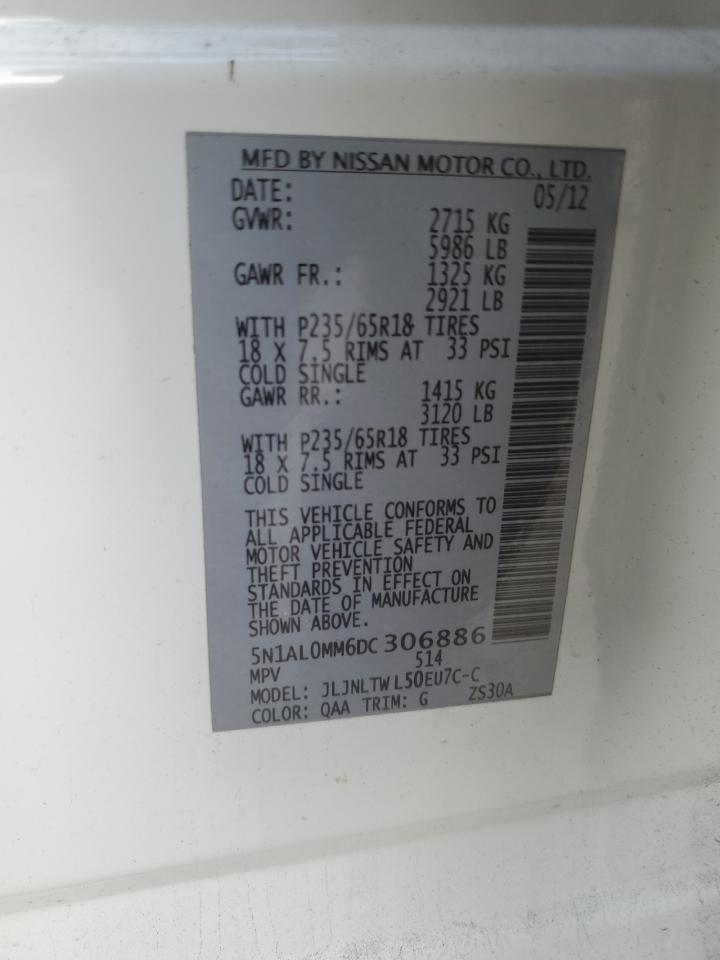 MFD BY NISSAN MOTOR CO., LTD.
DATE: 05/12
GVWR: 2715 KG
5986 LB
GAWR FR.: 1325 KG
2921 LB
WITH P235/65R18 TIRES
18 X 7.5 RIMS AT 33 PSI
COLD SINGLE
GAWR RR.: 1415 KG
3120 LB
WITH P235/65R18 TIRES
18 X 7.5 RIMS AT 33 PSI
COLD SINGLE
THIS VEHICLE CONFORMS TO
ALL APPLICABLE FEDERAL
MOTOR VEHICLE SAFETY AND
THEFT PREVENTION
STANDARDS IN EFFECT ON
THE DATE OF MANUFACTURE
SHOWN ABOVE.
5N1AL0MM6DC 306886
MPV 514
MODEL: JLJNLTW L50EU7C-C
COLOR: QAA TRIM: G ZS30A